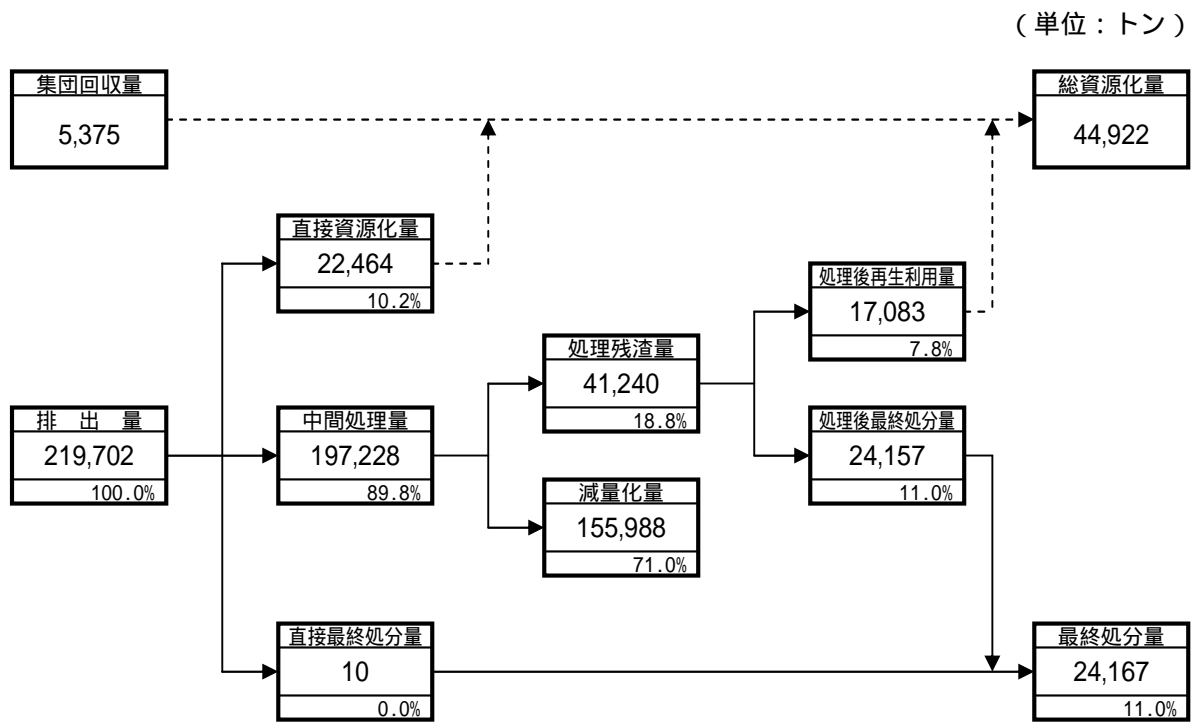 （単位：トン）
集団回収量
5,375
総資源化量
44,922
直接資源化量
22,464
10.2%
処理後再生利用量
17,083
7.8%
処理残渣量
41,240
18.8%
排　出　量
219,702
100.0%
中間処理量
197,228
89.8%
処理後最終処分量
24,157
11.0%
減量化量
155,988
71.0%
直接最終処分量
10
0.0%
最終処分量
24,167
11.0%